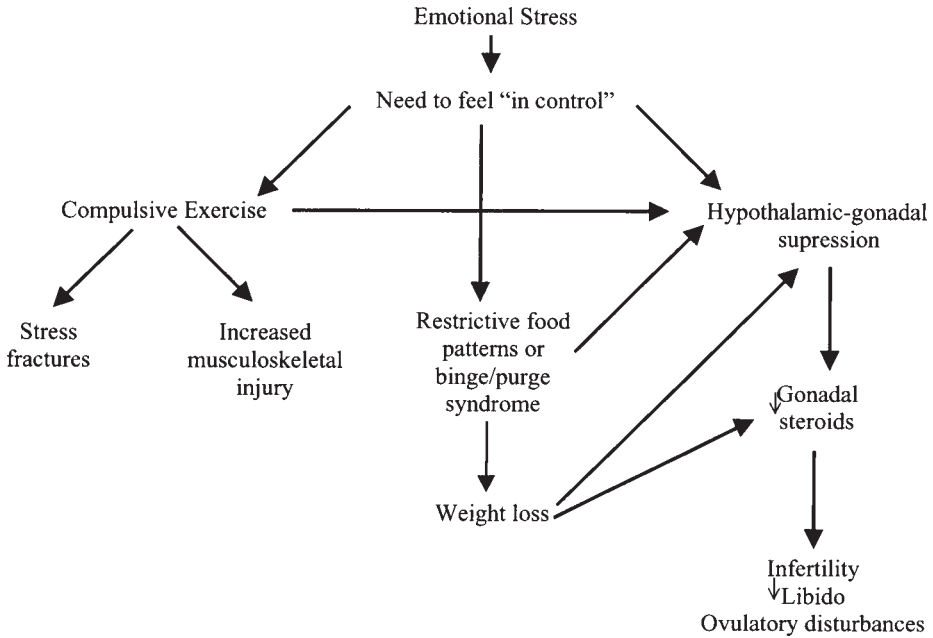 Emotional Stress
Need to feel “in control”
Compulsive Exercise
Hypothalamic-gonadal
supression
Stress
fractures
Increased
musculoskeletal
injury
Restrictive food
patterns or
binge/purge
syndrome
↓Gonadal
steroids
Weight loss
Infertility
↓Libido
Ovulatory disturbances